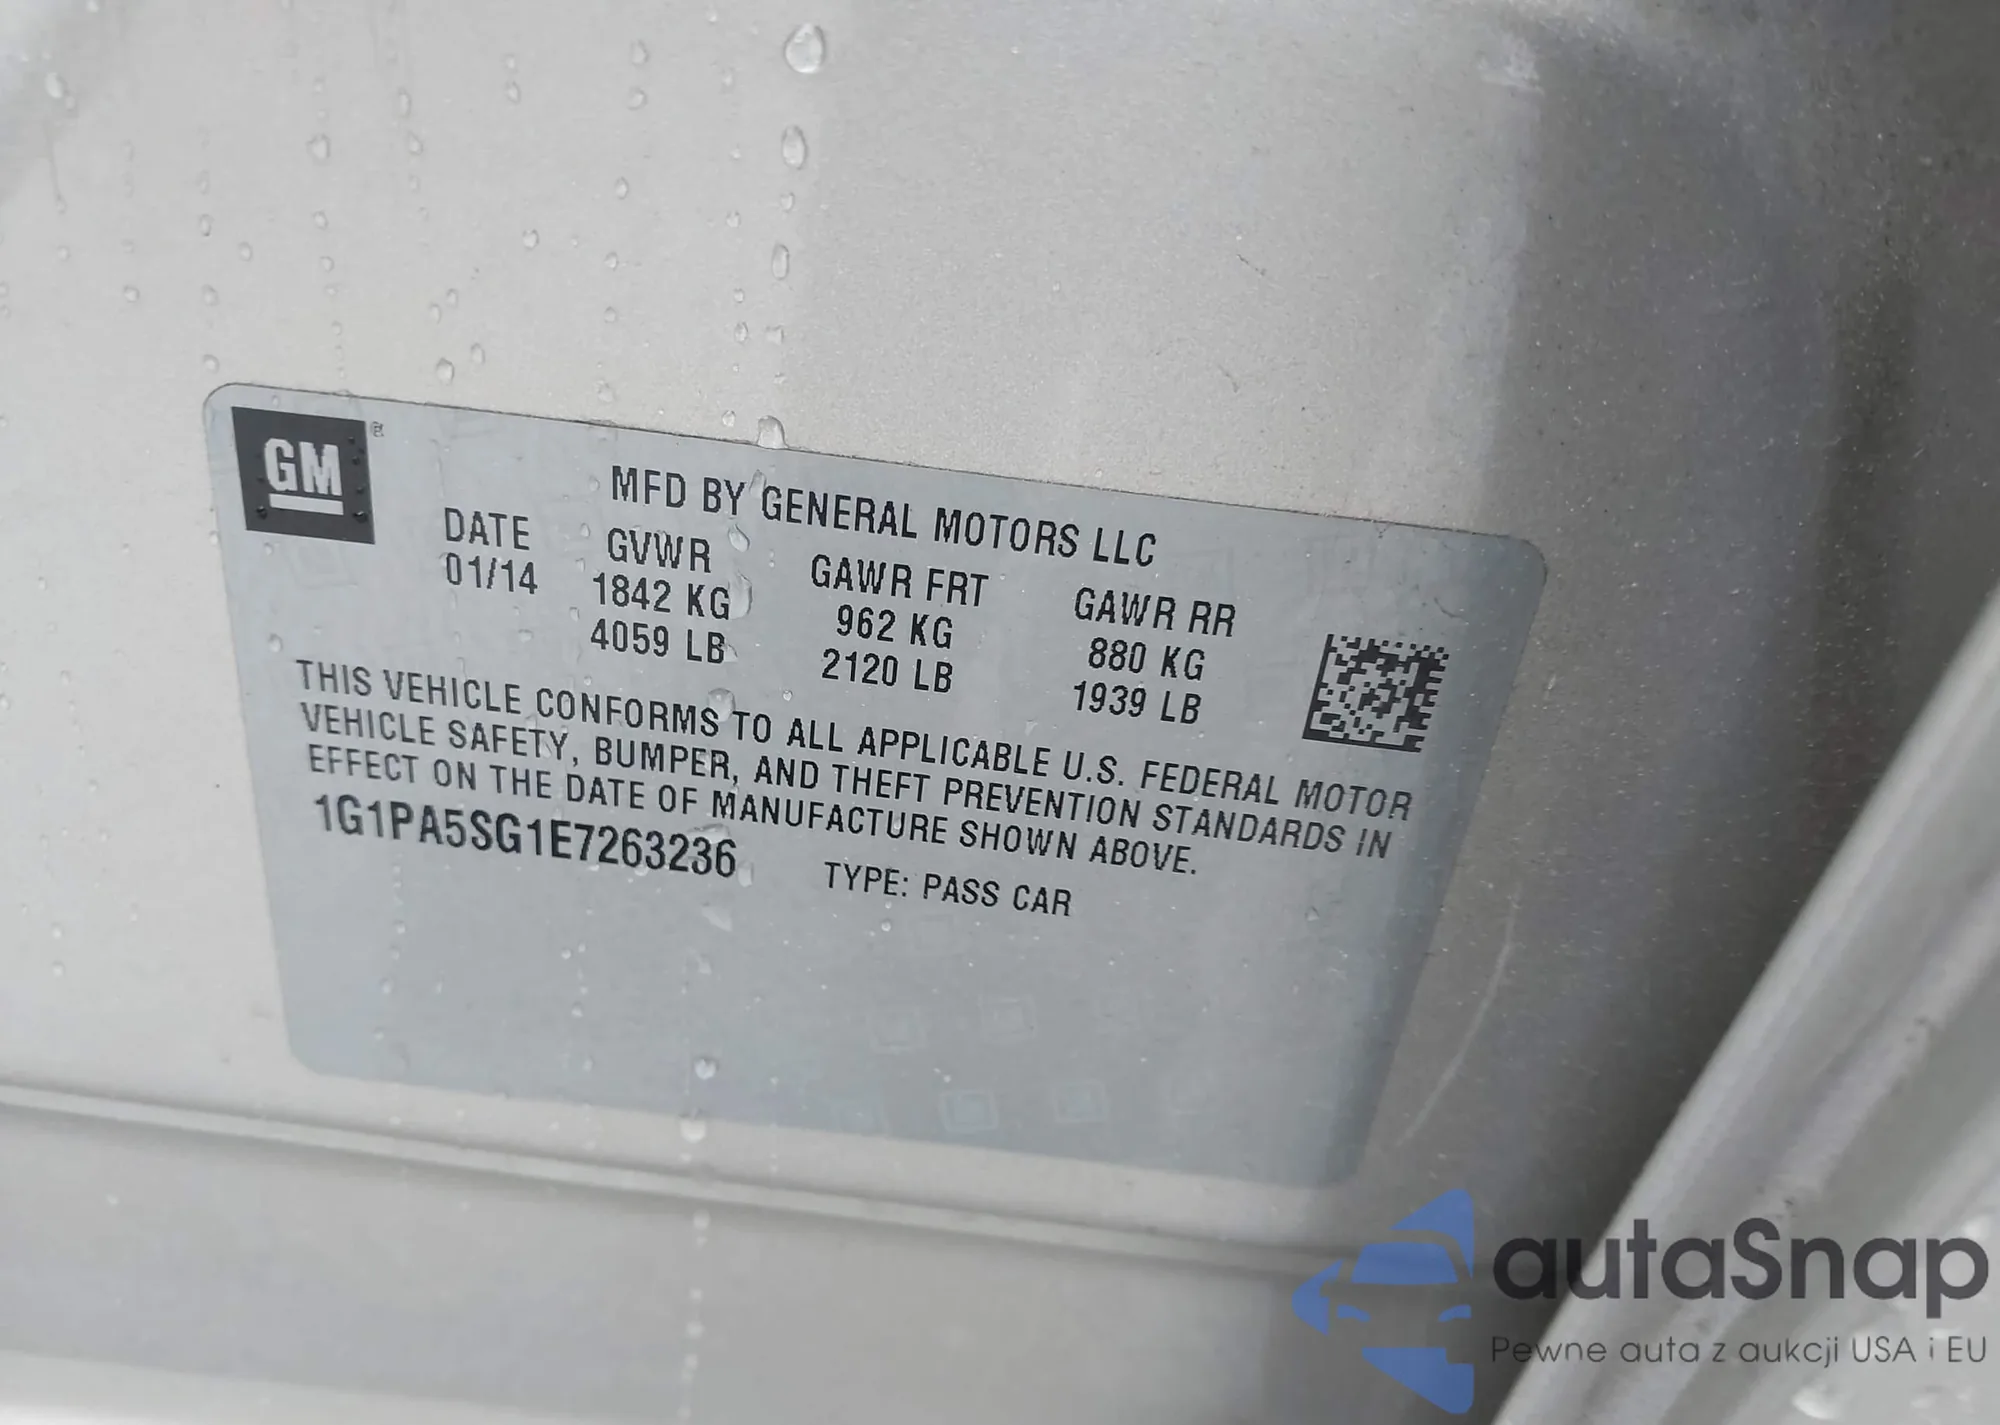 GM ®
MFD BY GENERAL MOTORS LLC
DATE GVWR GAWR FRT GAWR RR
01/14 1842 KG 962 KG 880 KG
4059 LB 2120 LB 1939 LB
THIS VEHICLE CONFORMS TO ALL APPLICABLE U.S. FEDERAL MOTOR
VEHICLE SAFETY, BUMPER, AND THEFT PREVENTION STANDARDS IN
EFFECT ON THE DATE OF MANUFACTURE SHOWN ABOVE.
1G1PA5SG1E7263236 TYPE: PASS CAR
autaSnap
Pewne auta z aukcji USA i EU